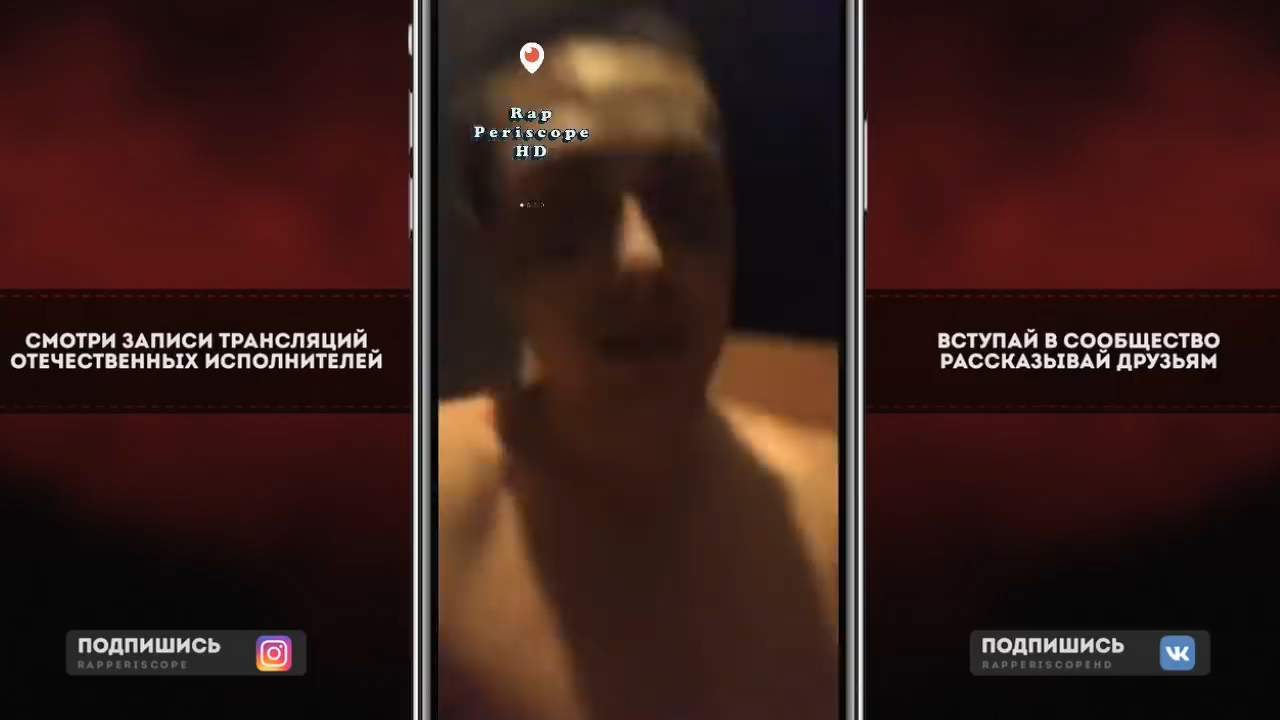 Rap
Periscope
HD
СМОТРИ ЗАПИСИ ТРАНСЛЯЦИЙ
ОТЕЧЕСТВЕННЫХ ИСПОЛНИТЕЛЕЙ
ВСТУПАЙ В СООБЩЕСТВО
РАССКАЗЫВАЙ ДРУЗЬЯМ
ПОДПИШИСЬ
RAPPERISCOPE
ПОДПИШИСЬ
RAPPERISCOPEHD